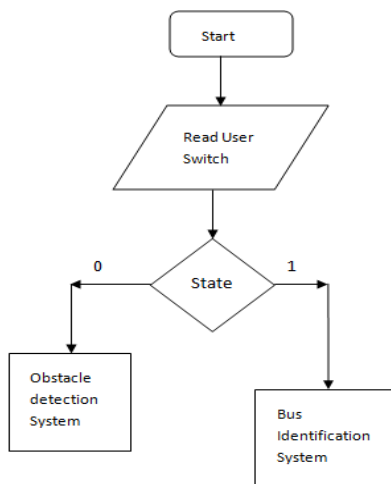 Start
Read User
Switch
0
1
State
Obstacle
detection
System
Bus
Identification
System